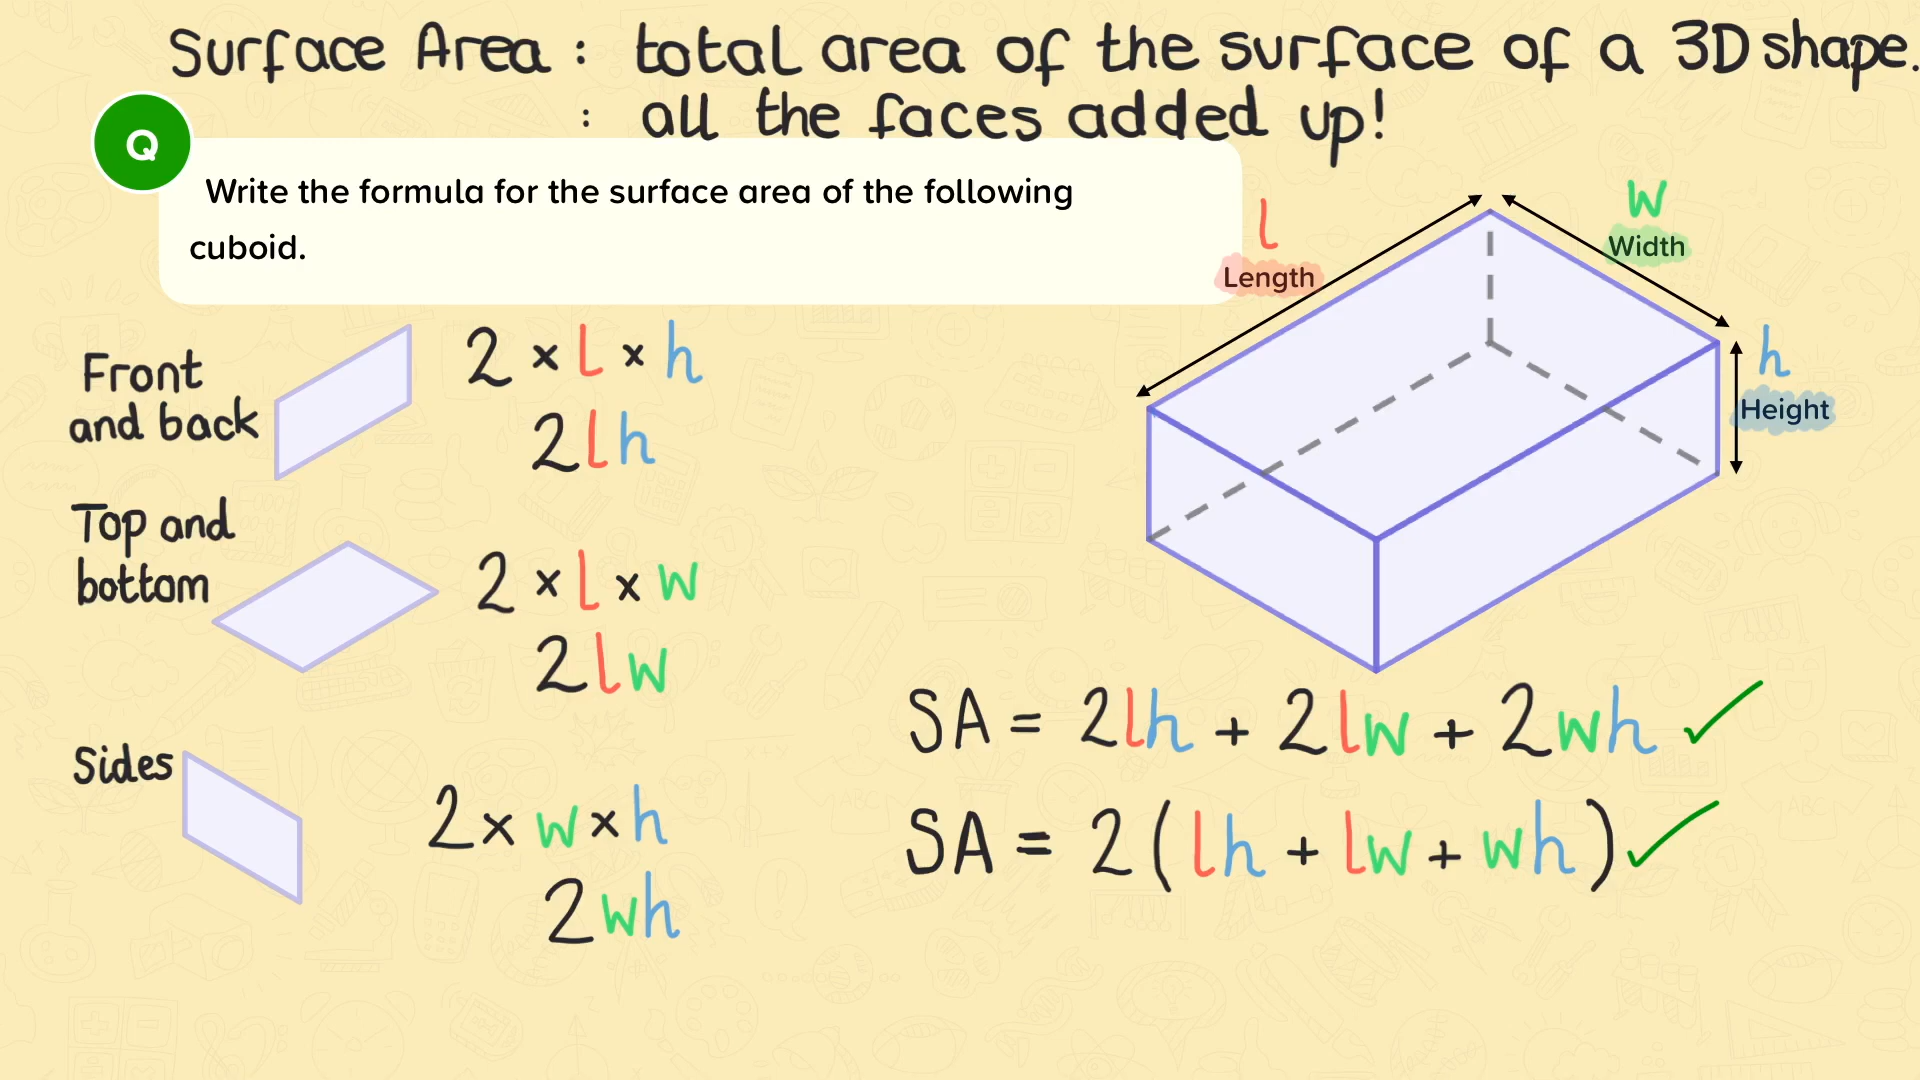 Surface Area : total area of the surface of a 3D shape.
: all the faces added up!
Q
Write the formula for the surface area of the following
cuboid.
l
Length
w
Width
h
Height
Front
and back
2 × l × h
2lh
Top and
bottom
2 × l × w
2lw
Sides
2 × w × h
2wh
SA = 2lh + 2lw + 2wh ✓
SA = 2(lh + lw + wh) ✓